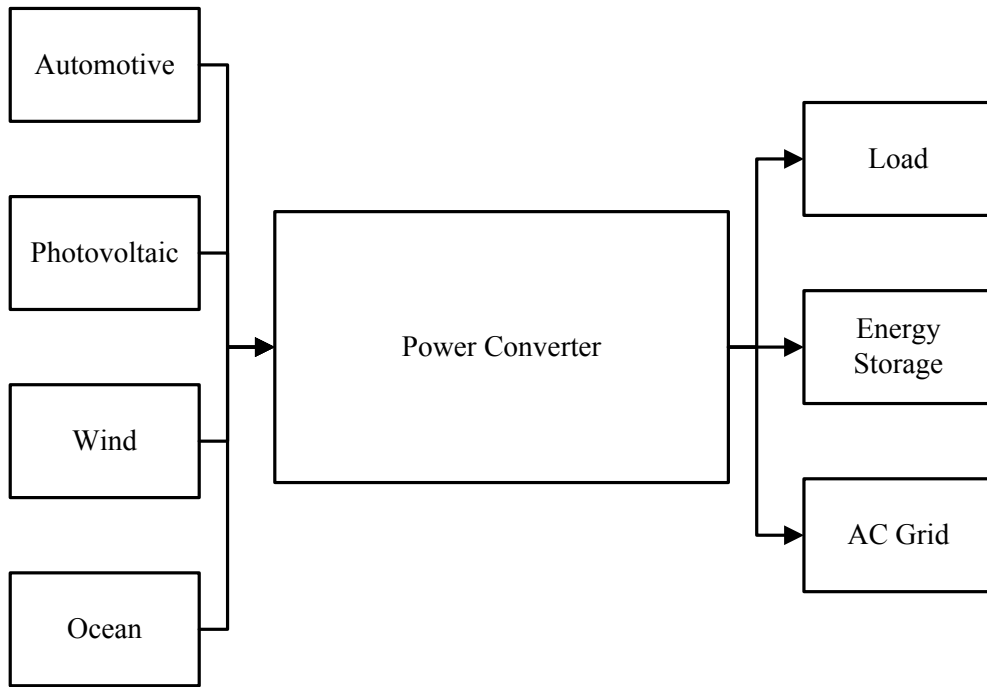 Automotive
Photovoltaic
Wind
Ocean
Power Converter
Load
Energy
Storage
AC Grid